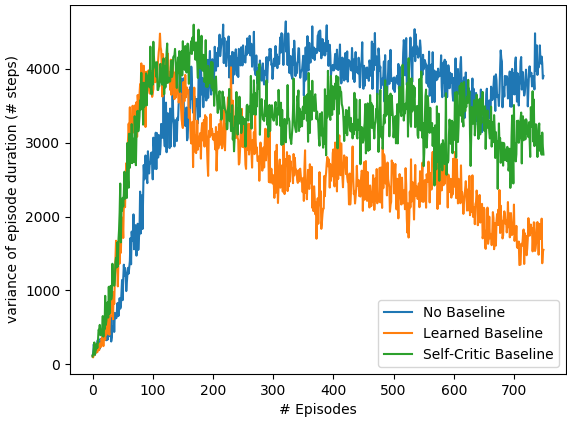 variance of episode duration (# steps)
4000
3000
2000
1000
0
0 100 200 300 400 500 600 700
# Episodes
No Baseline
Learned Baseline
Self-Critic Baseline